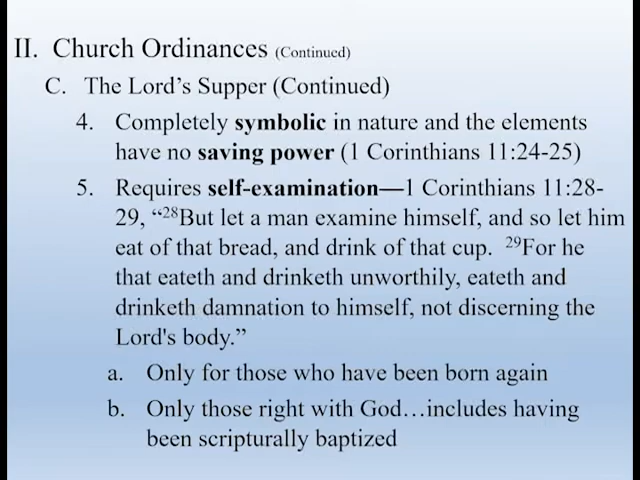 II. Church Ordinances (Continued)
C. The Lord's Supper (Continued)
4. Completely symbolic in nature and the elements
have no saving power (1 Corinthians 11:24-25)
5. Requires self-examination—1 Corinthians 11:28-
29, “²⁸But let a man examine himself, and so let him
eat of that bread, and drink of that cup. ²⁹For he
that eateth and drinketh unworthily, eateth and
drinketh damnation to himself, not discerning the
Lord's body.”
a. Only for those who have been born again
b. Only those right with God…includes having
been scripturally baptized